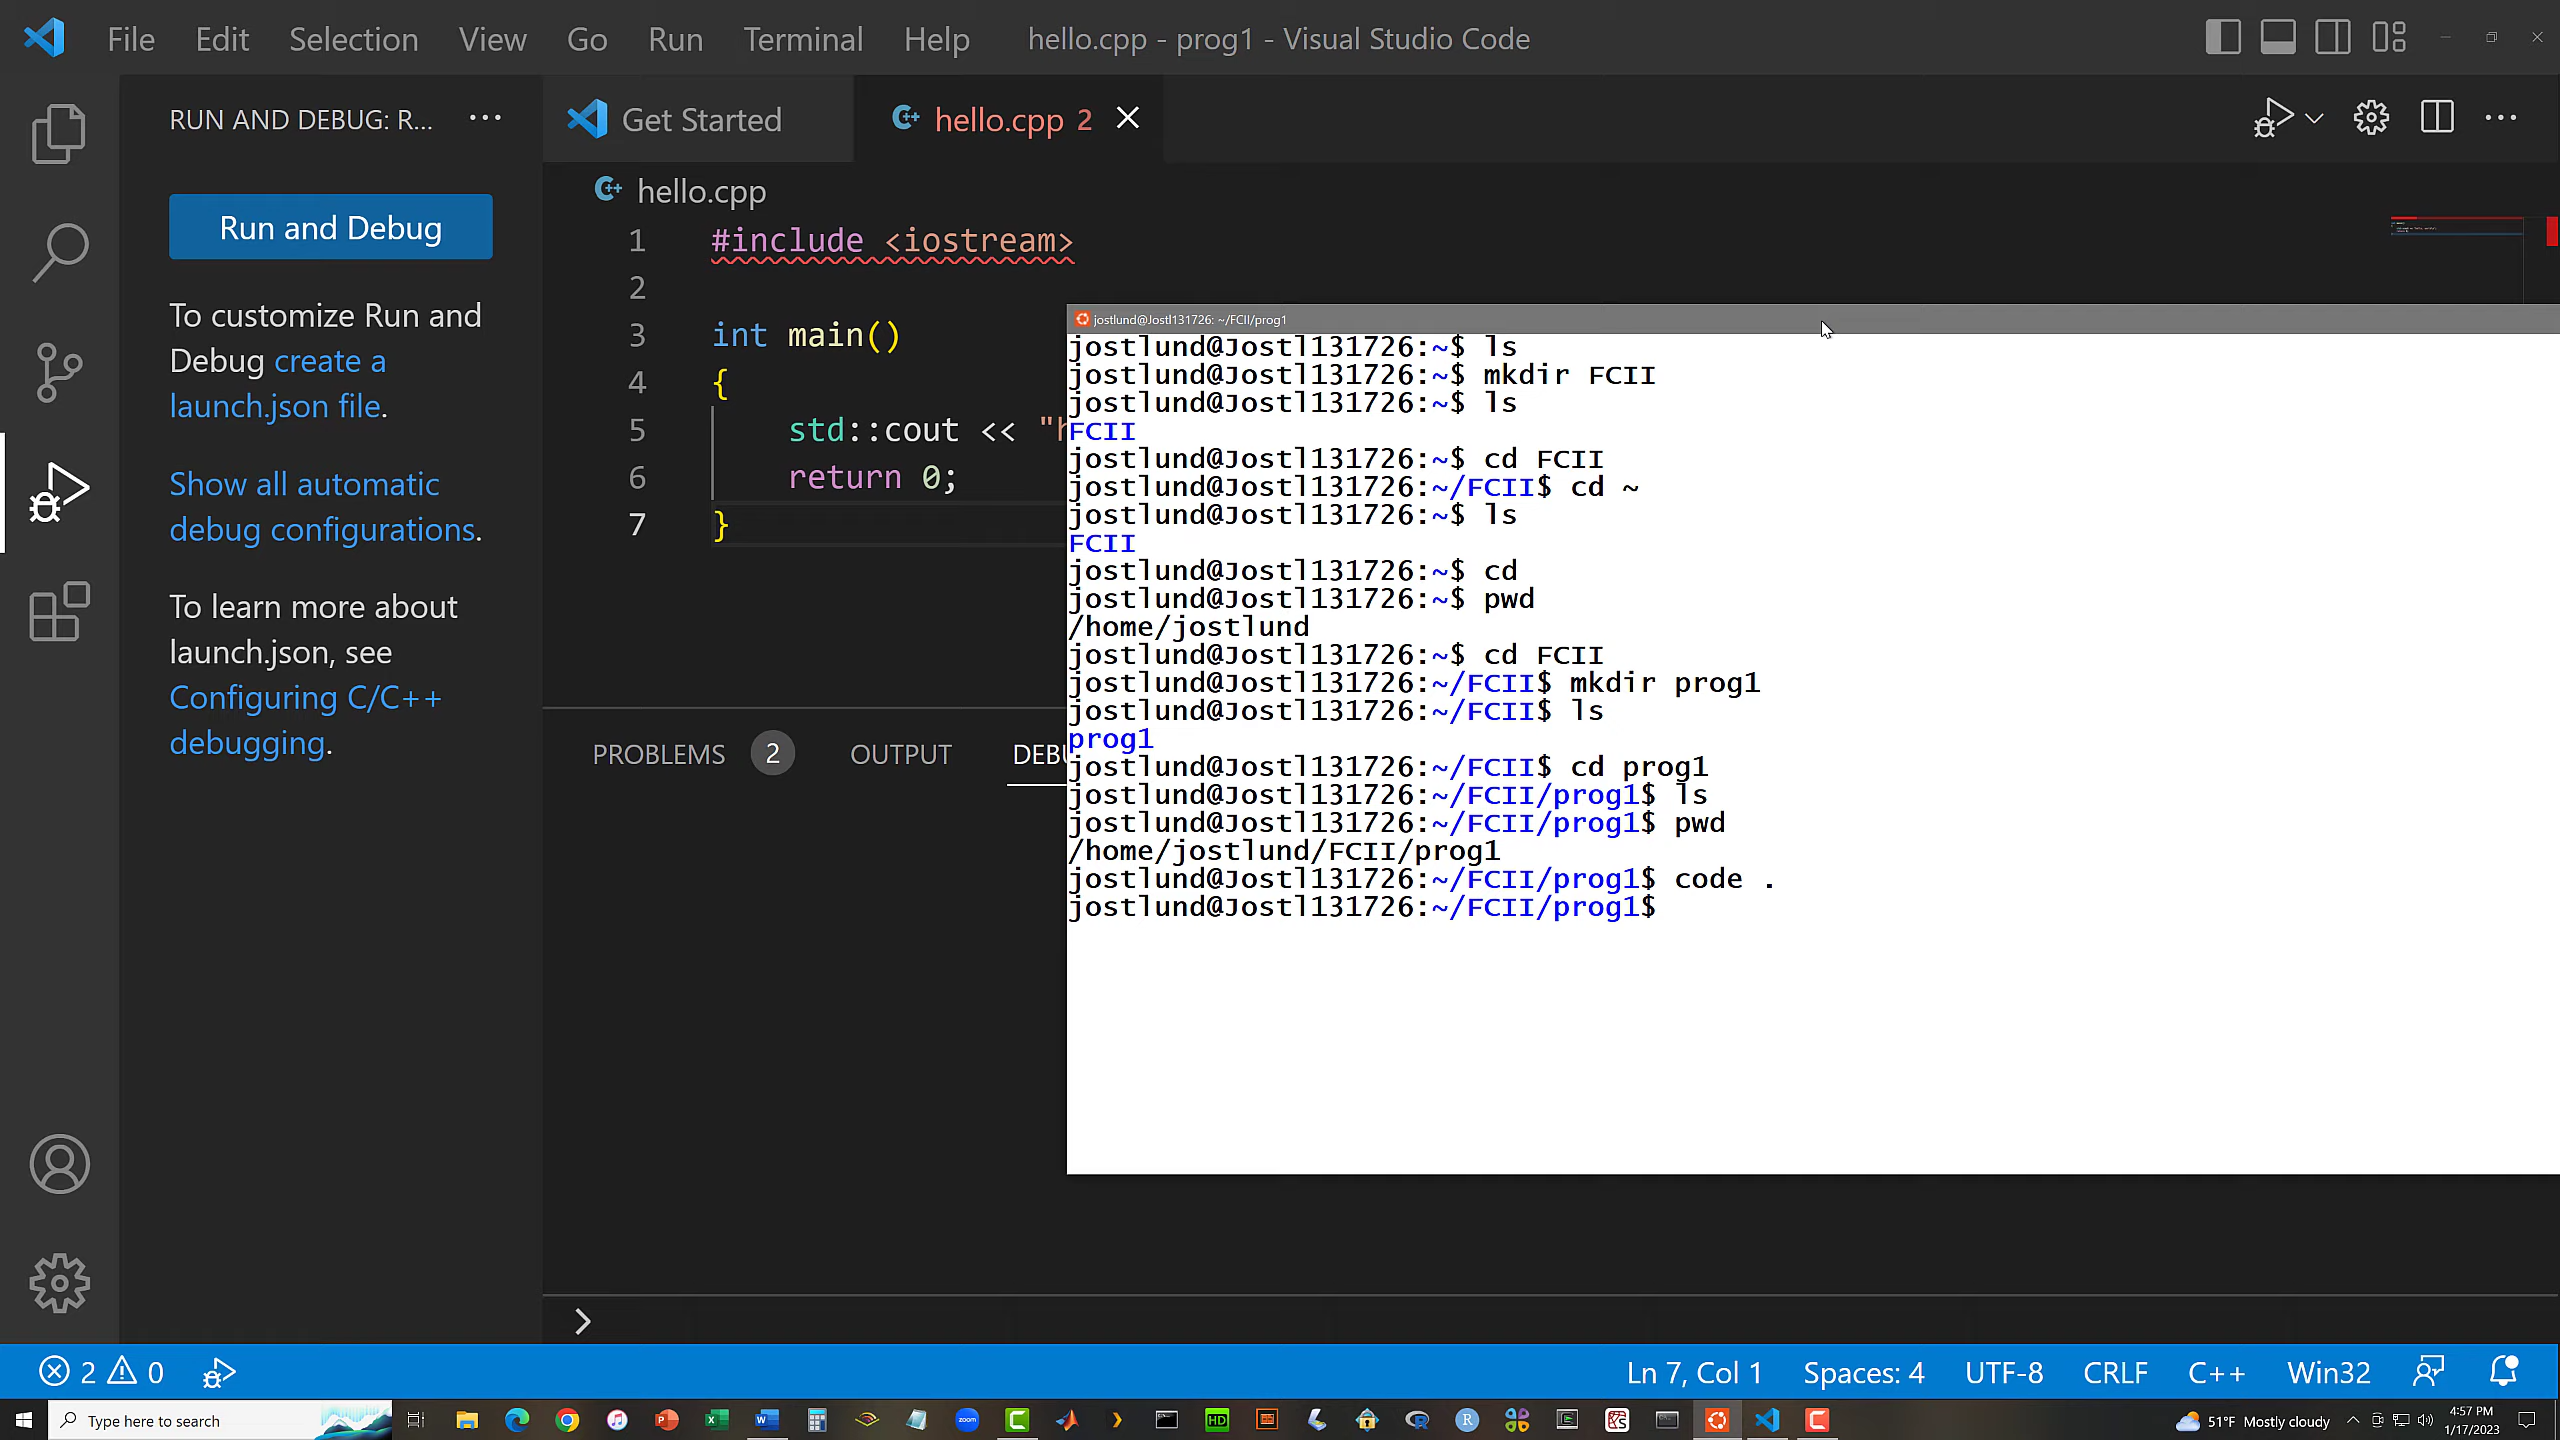 File Edit Selection View Go Run Terminal Help hello.cpp - prog1 - Visual Studio Code
RUN AND DEBUG: R... ···
Get Started
hello.cpp 2
Run and Debug
To customize Run and
Debug create a
launch.json file.
Show all automatic
debug configurations.
To learn more about
launch.json, see
Configuring C/C++
debugging.
hello.cpp
1 #include <iostream>
2
3 int main()
4 {
5 std::cout << "h
6 return 0;
7 }
PROBLEMS 2 OUTPUT DEBU
jostlund@Jostl131726: ~/FCII/prog1
jostlund@Jostl131726:~$ ls
jostlund@Jostl131726:~$ mkdir FCII
jostlund@Jostl131726:~$ ls
FCII
jostlund@Jostl131726:~$ cd FCII
jostlund@Jostl131726:~/FCII$ cd ~
jostlund@Jostl131726:~$ ls
FCII
jostlund@Jostl131726:~$ cd
jostlund@Jostl131726:~$ pwd
/home/jostlund
jostlund@Jostl131726:~$ cd FCII
jostlund@Jostl131726:~/FCII$ mkdir prog1
jostlund@Jostl131726:~/FCII$ ls
prog1
jostlund@Jostl131726:~/FCII$ cd prog1
jostlund@Jostl131726:~/FCII/prog1$ ls
jostlund@Jostl131726:~/FCII/prog1$ pwd
/home/jostlund/FCII/prog1
jostlund@Jostl131726:~/FCII/prog1$ code .
jostlund@Jostl131726:~/FCII/prog1$
2 0 Ln 7, Col 1 Spaces: 4 UTF-8 CRLF C++ Win32
Type here to search
zoom
HD
51°F Mostly cloudy
4:57 PM
1/17/2023